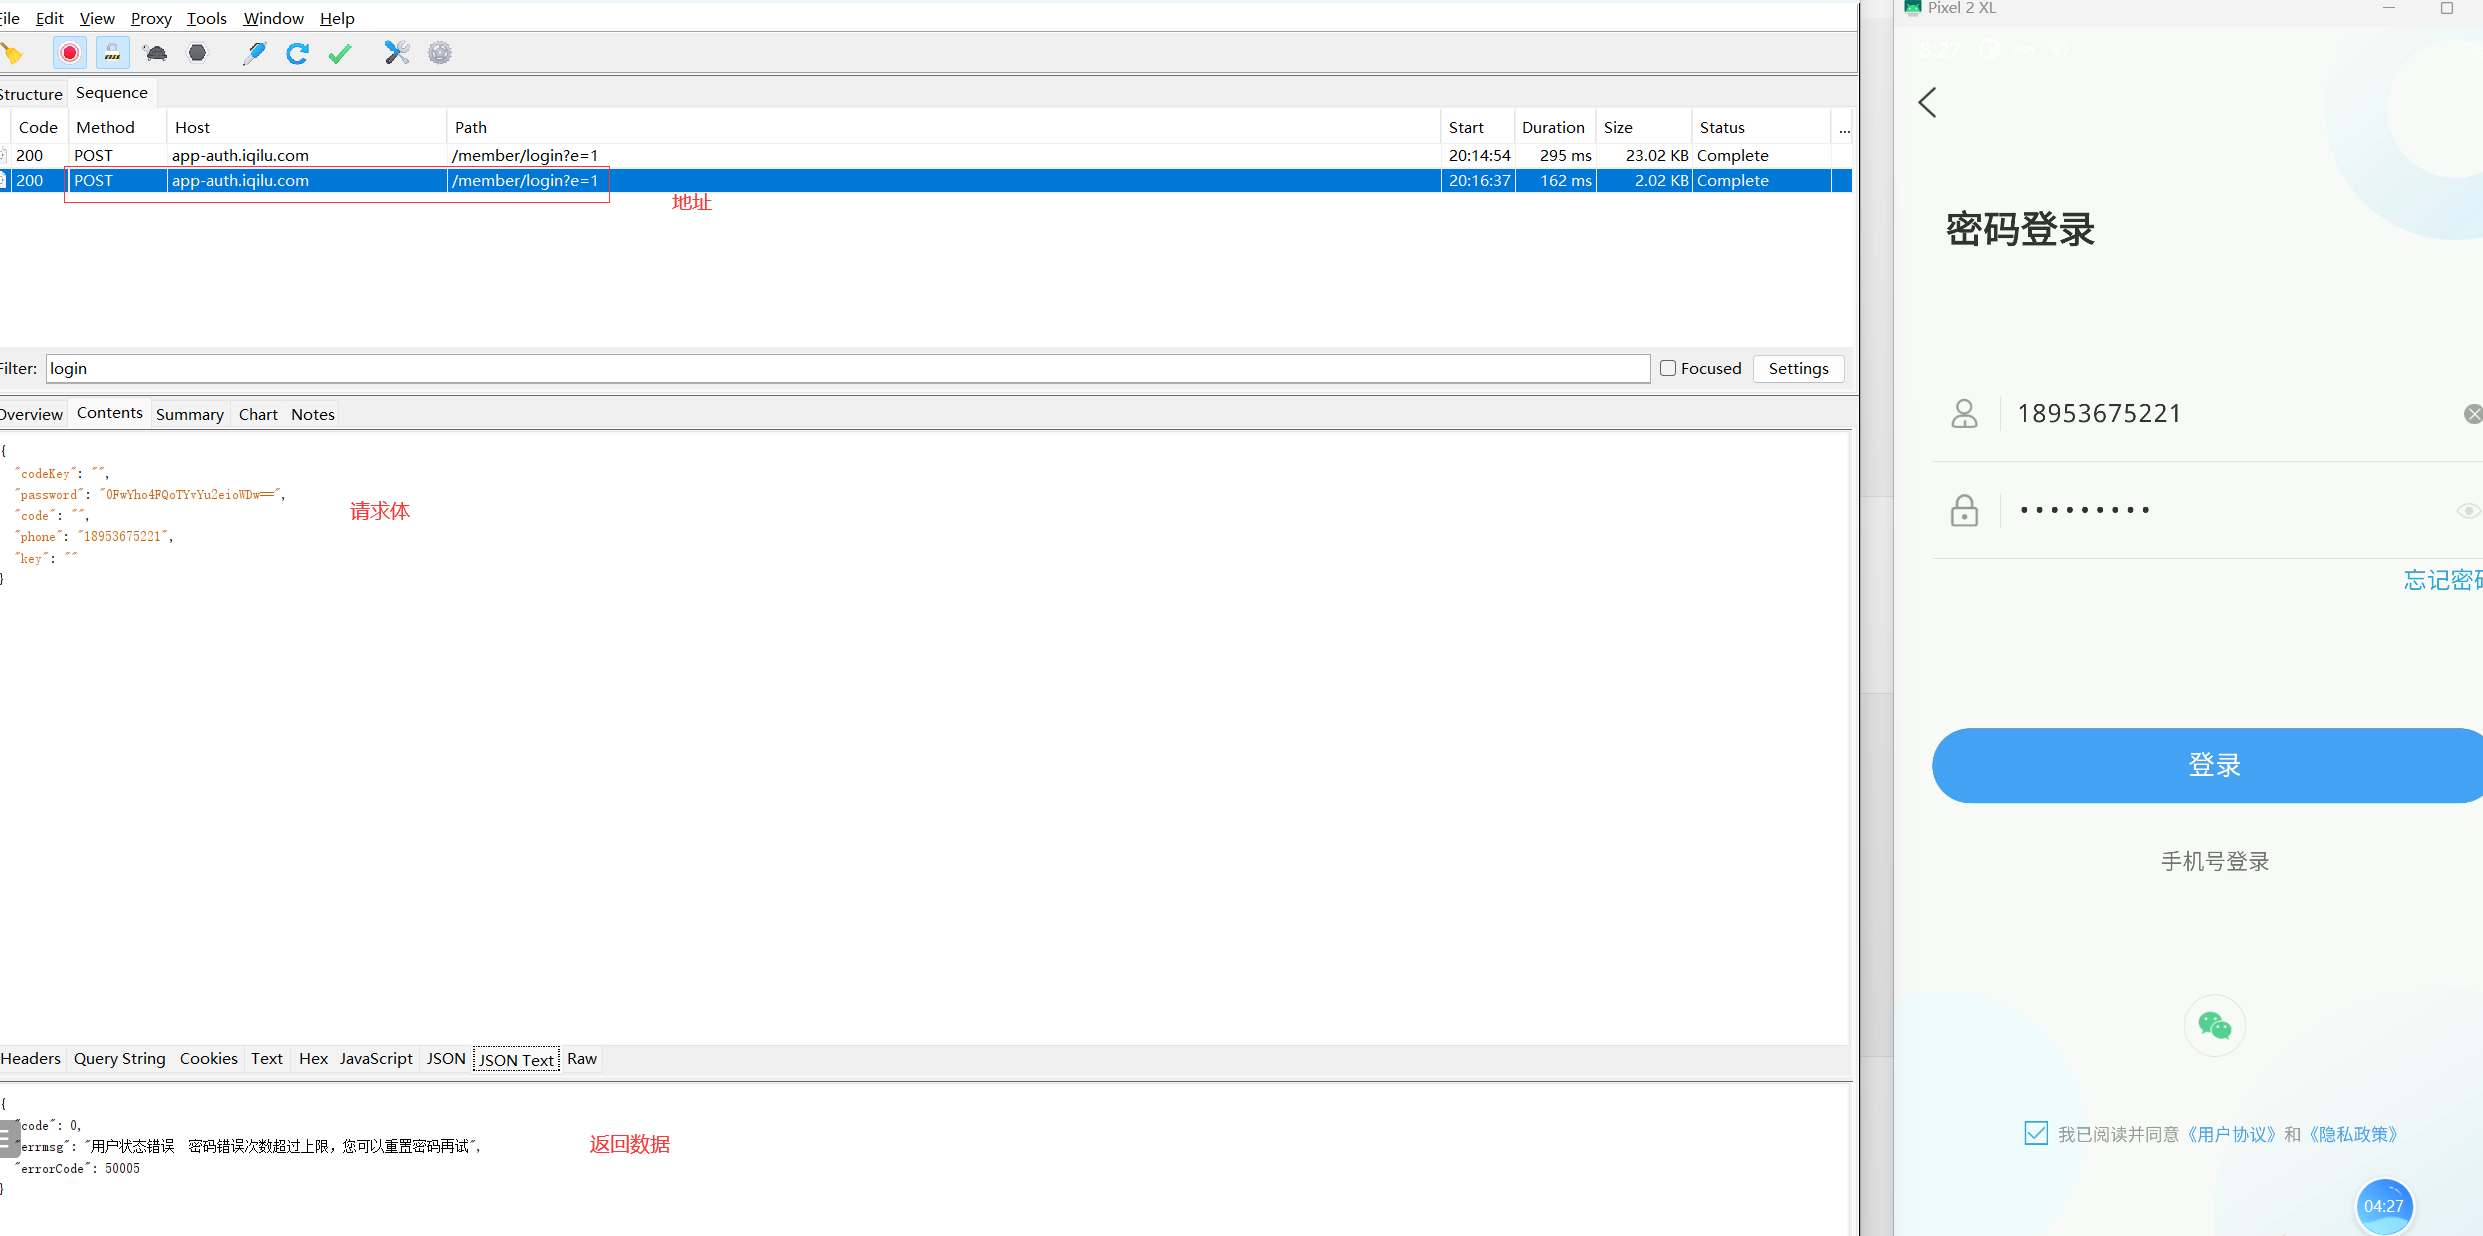 File Edit View Proxy Tools Window Help
Structure Sequence
Code Method Host Path Start Duration Size Status ...
200 POST app-auth.iqilu.com /member/login?e=1 20:14:54 295 ms 23.02 KB Complete
200 POST app-auth.iqilu.com /member/login?e=1 20:16:37 162 ms 2.02 KB Complete
地址
Filter: login Focused Settings
Overview Contents Summary Chart Notes
{
"codeKey": "",
"password": "0FwYho4FQoTYvYu2eioWDw==",
"code": "",
"phone": "18953675221",
"key": ""
}
请求体
Headers Query String Cookies Text Hex JavaScript JSON JSON Text Raw
{
"code": 0,
"errmsg": "用户状态错误 密码错误次数超过上限，您可以重置密码再试",
"errorCode": 50005
}
返回数据
Pixel 2 XL
8:27
密码登录
18953675221
•••••••••
忘记密码
登录
手机号登录
我已阅读并同意《用户协议》和《隐私政策》
04:27